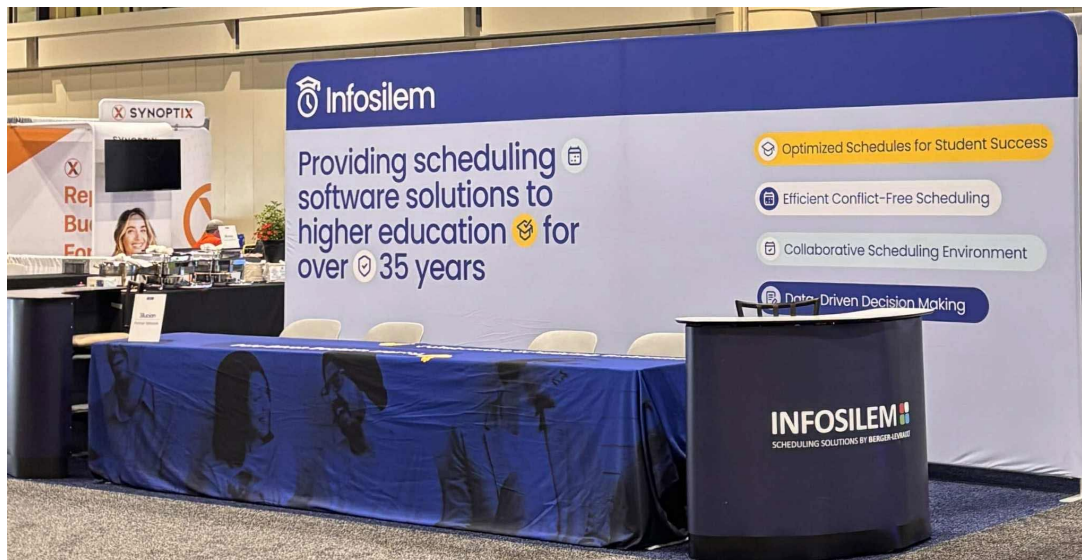 Infosilem
Providing scheduling
software solutions to
higher education for
over 35 years
Optimized Schedules for Student Success
Efficient Conflict-Free Scheduling
Collaborative Scheduling Environment
Data-Driven Decision Making
INFOSILEM
SCHEDULING SOLUTIONS BY BERGER-LEVRAULT
SYNOPTIX
SYNOPTIX